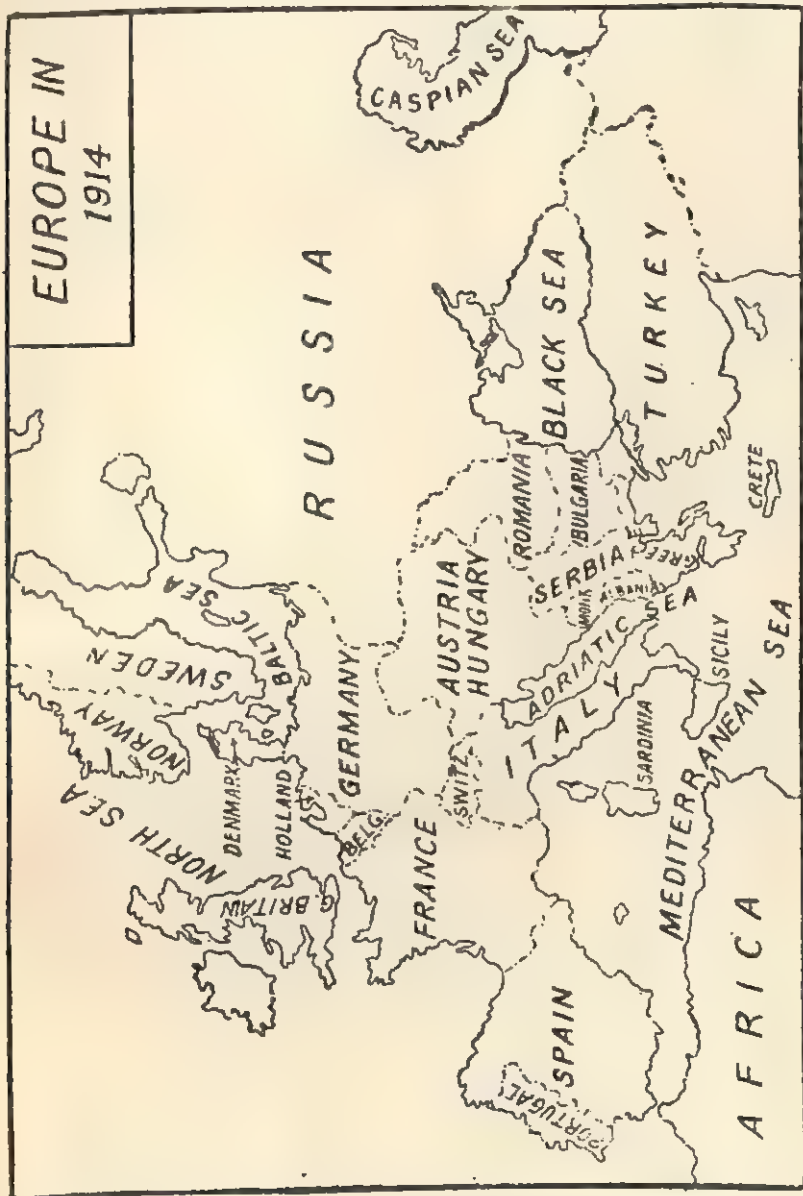 EUROPE IN
1914
NORWAY
SWEDEN
BALTIC SEA
NORTH SEA
DENMARK
BALTIC
HOLLAND
G. BRITAIN
RUSSIA
GERMANY
BELG.
FRANCE
SWITZ
AUSTRIA
HUNGARY
CASPIAN SEA
ROMANIA
BLACK SEA
BULGARIA
SERBIA
ALBANIA
GREECE
ADRIATIC SEA
ITALY
PORTUGAL
SPAIN
SARDINIA
SICILY
TURKEY
CRETE
MEDITERRANEAN SEA
AFRICA